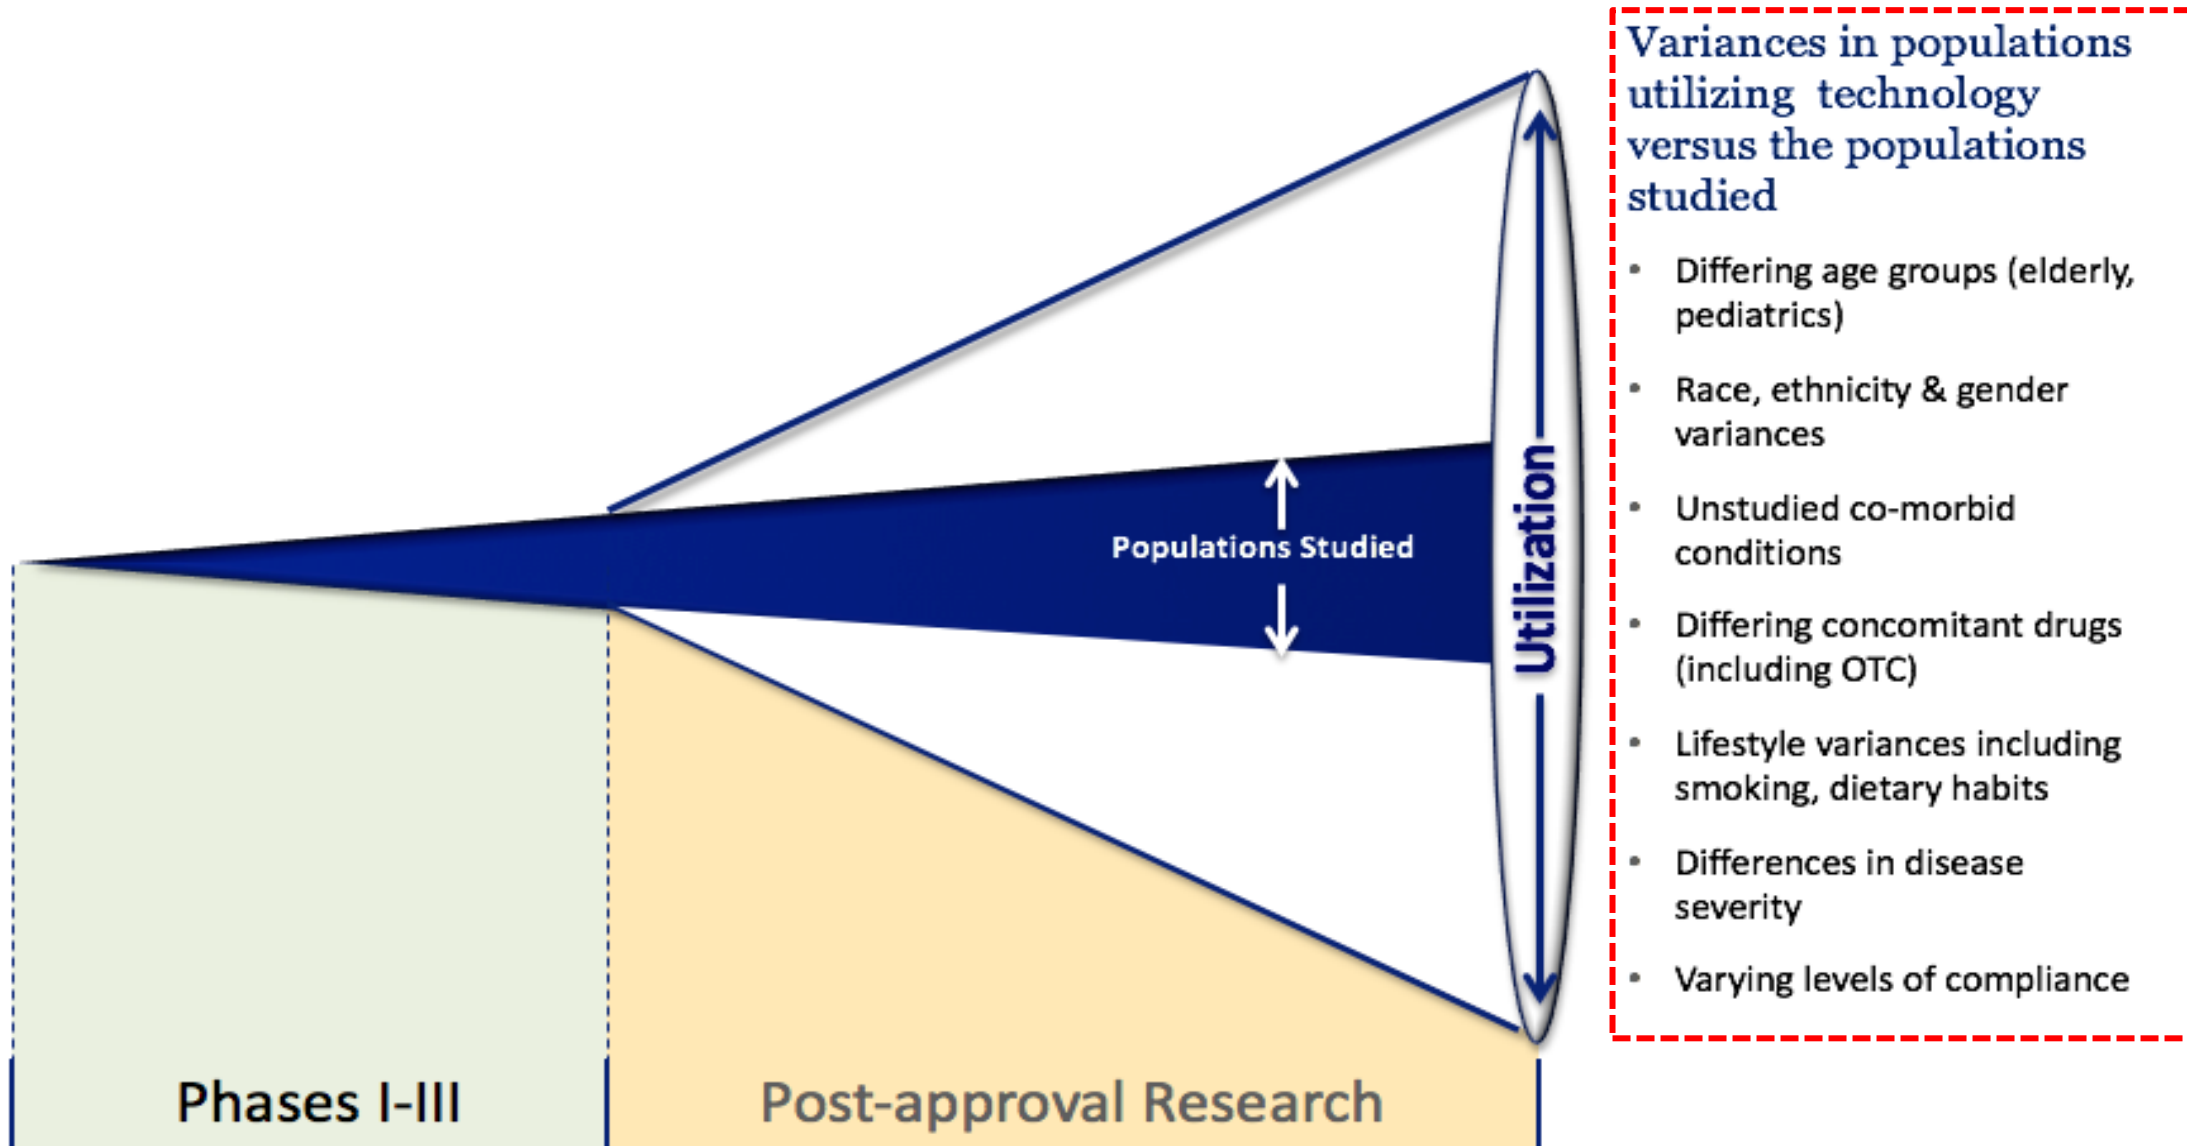 Variances in populations
utilizing technology
versus the populations
studied
• Differing age groups (elderly,
pediatrics)
• Race, ethnicity & gender
variances
• Unstudied co-morbid
conditions
• Differing concomitant drugs
(including OTC)
• Lifestyle variances including
smoking, dietary habits
• Differences in disease
severity
• Varying levels of compliance
Populations Studied
Utilization
Phases I-III
Post-approval Research